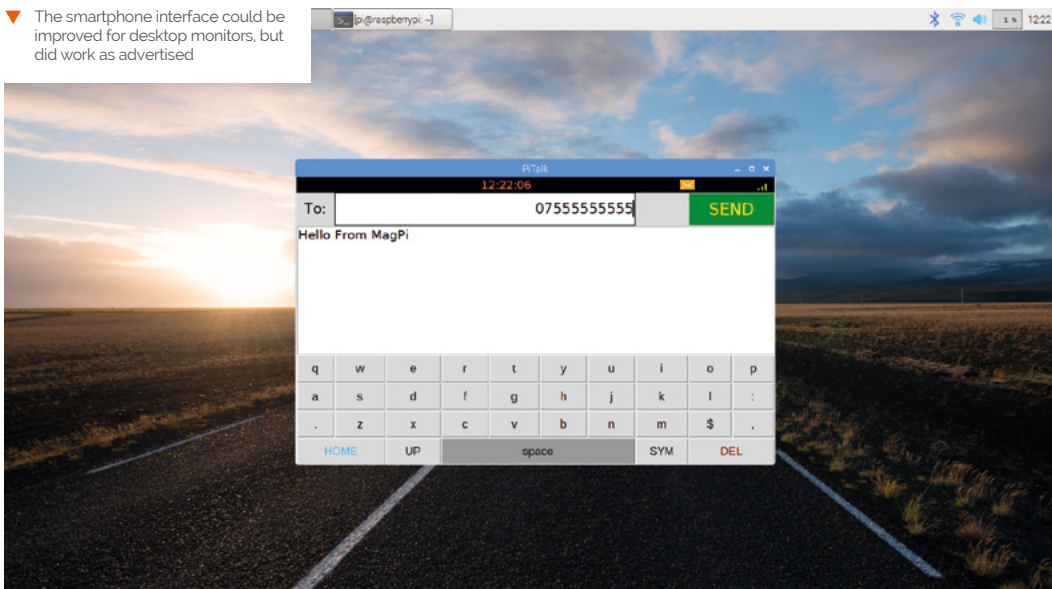 The smartphone interface could be
improved for desktop monitors, but
did work as advertised
[pi@raspberrypi: ~]
1 %
12:22
PiTalk
12:22:06
To:
07555555555
SEND
Hello From MagPi
q w e r t y u i o p
a s d f g h j k l :
. z x c v b n m $ ,
HOME UP space SYM DEL